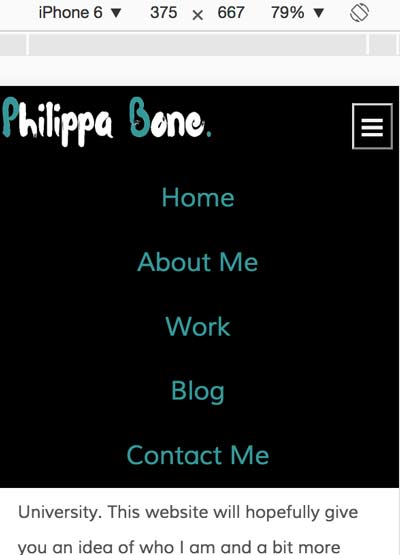 iPhone 6 ▼ 375 × 667 79% ▼
Philippa Bone.
Home
About Me
Work
Blog
Contact Me
University. This website will hopefully give
you an idea of who I am and a bit more